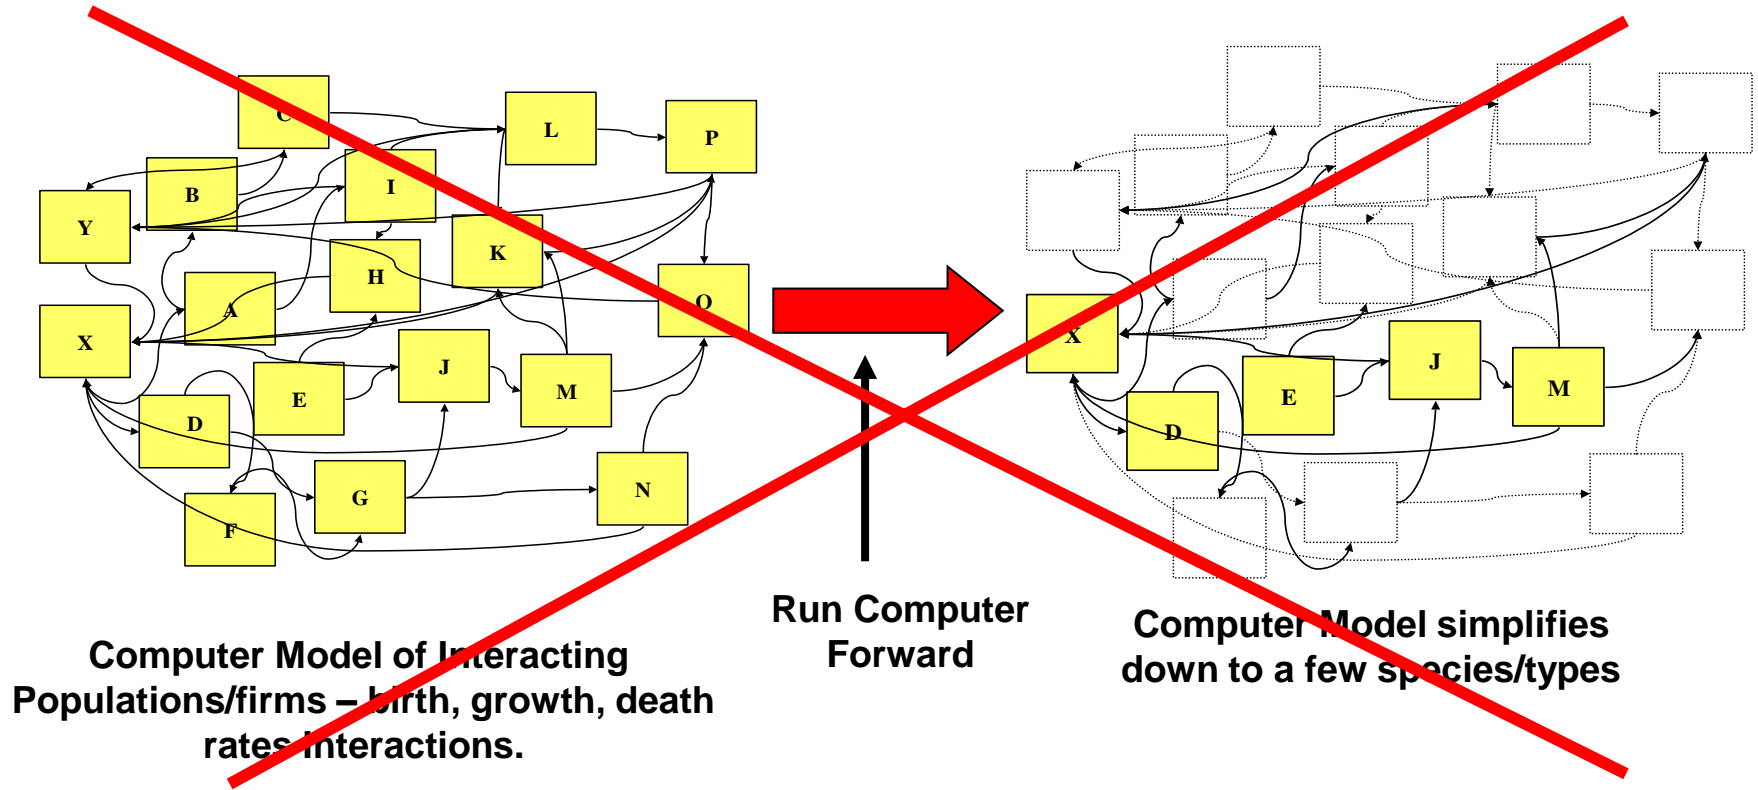 C
L
P
B
I
Y
K
H
A
O
X
J
E
M
D
G
N
F
X
J
E
M
D
Run Computer
Forward
Computer Model of Interacting
Populations/firms – birth, growth, death
rates interactions.
Computer Model simplifies
down to a few species/types